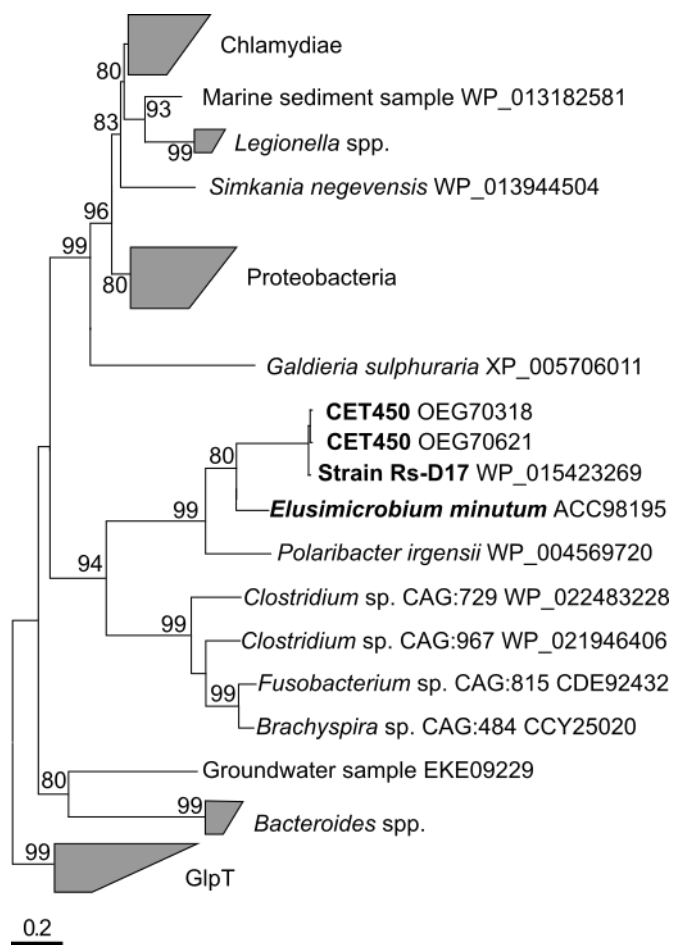 Chlamydiae
80
Marine sediment sample WP_013182581
93
83
99
Legionella spp.
Simkania negevensis WP_013944504
96
99
80
Proteobacteria
Galdieria sulphuraria XP_005706011
CET450 OEG70318
CET450 OEG70621
80
Strain Rs-D17 WP_015423269
99
Elusimicrobium minutum ACC98195
Polaribacter irgensii WP_004569720
94
Clostridium sp. CAG:729 WP_022483228
99
Clostridium sp. CAG:967 WP_021946406
Fusobacterium sp. CAG:815 CDE92432
99
Brachyspira sp. CAG:484 CCY25020
Groundwater sample EKE09229
80
99
Bacteroides spp.
99
GlpT
0.2